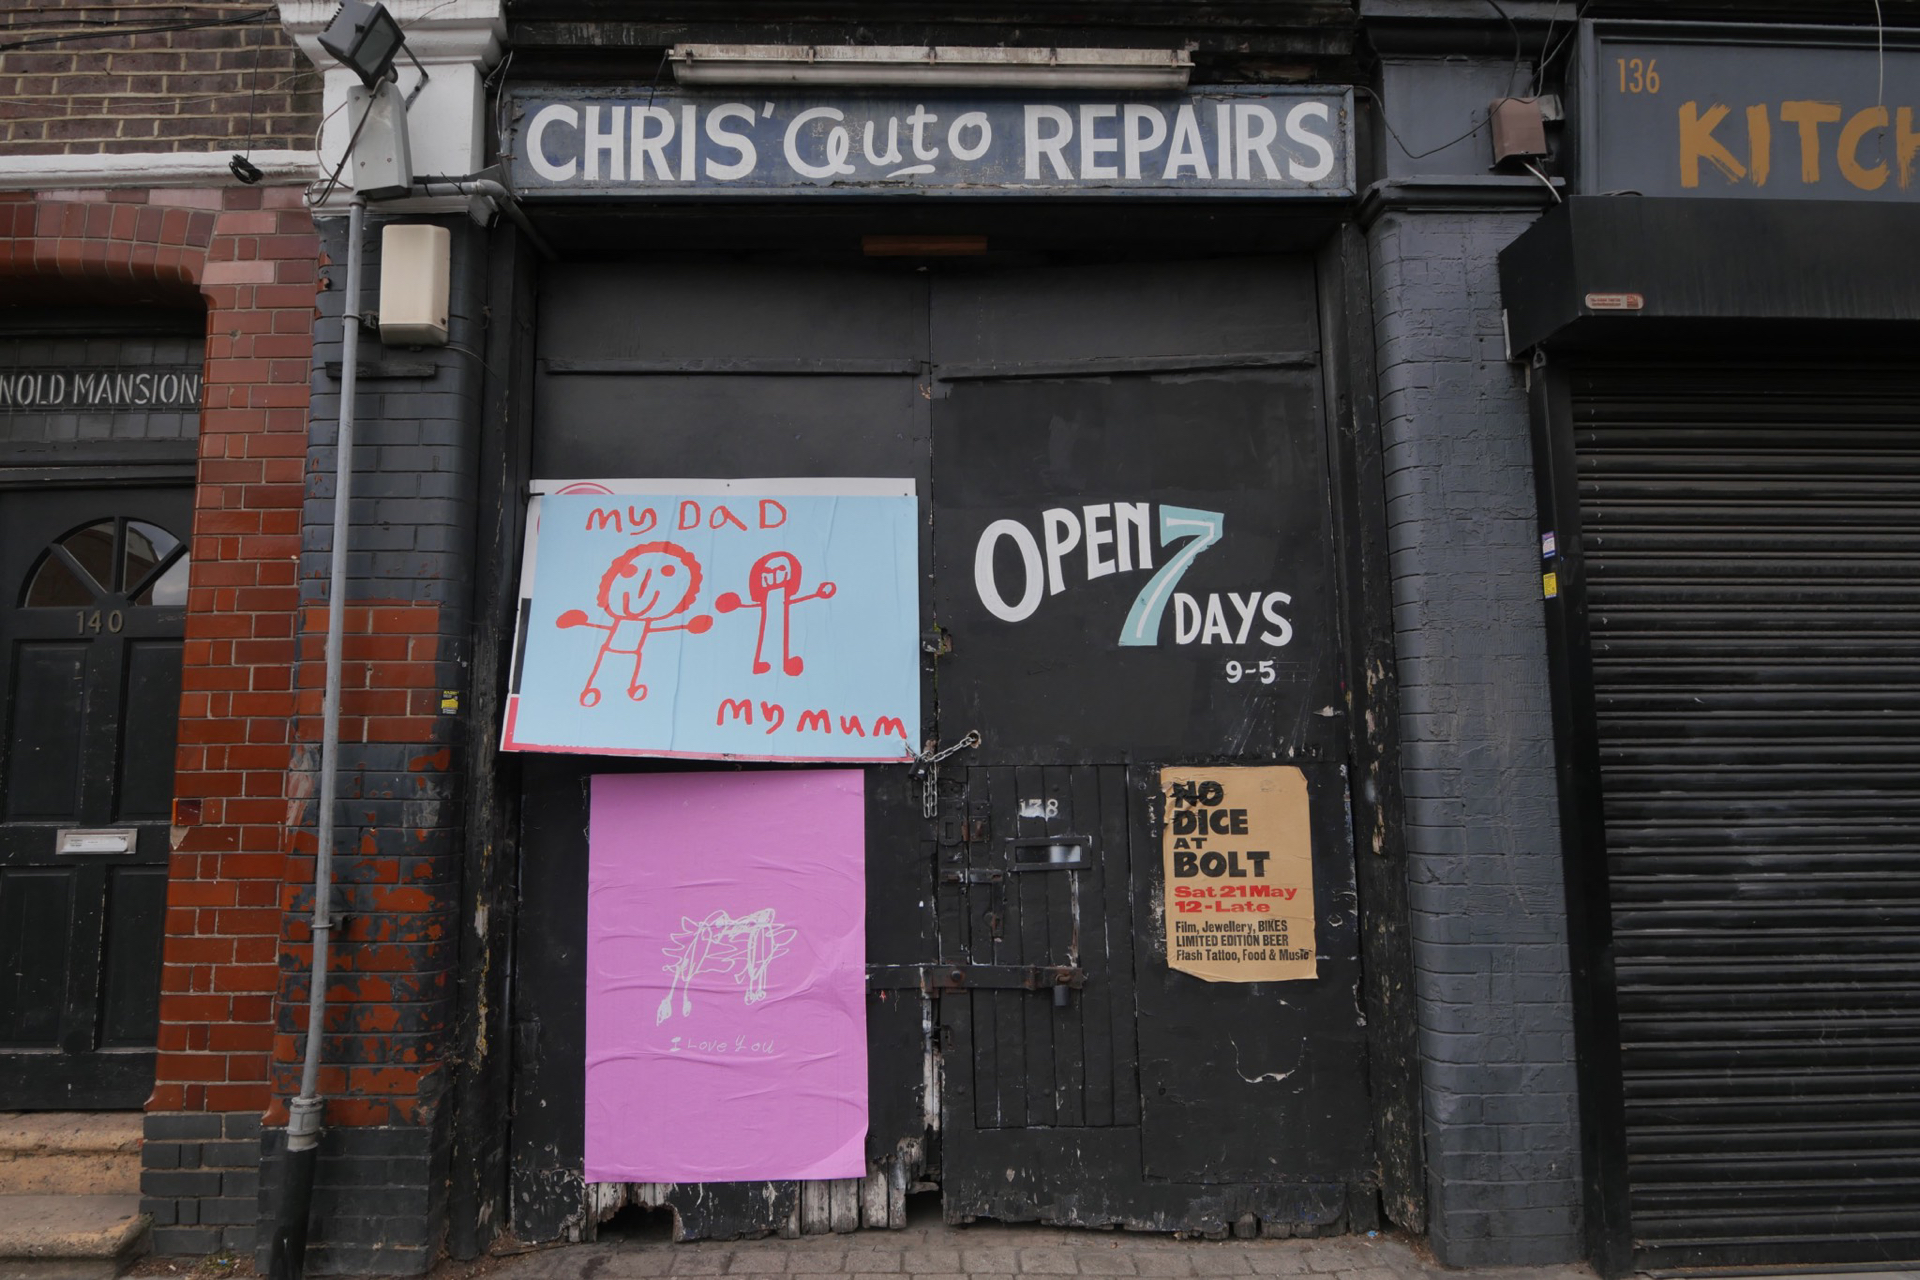 CHRIS' auto REPAIRS
136
KITCH
NOLD MANSIONS
140
my DaD
my mum
I Love You
OPEN 7 DAYS
9-5
138
NO
DICE
AT
BOLT
Sat 21 May
12-Late
Film, Jewellery, BIKES
LIMITED EDITION BEER
Flash Tattoo, Food & Music